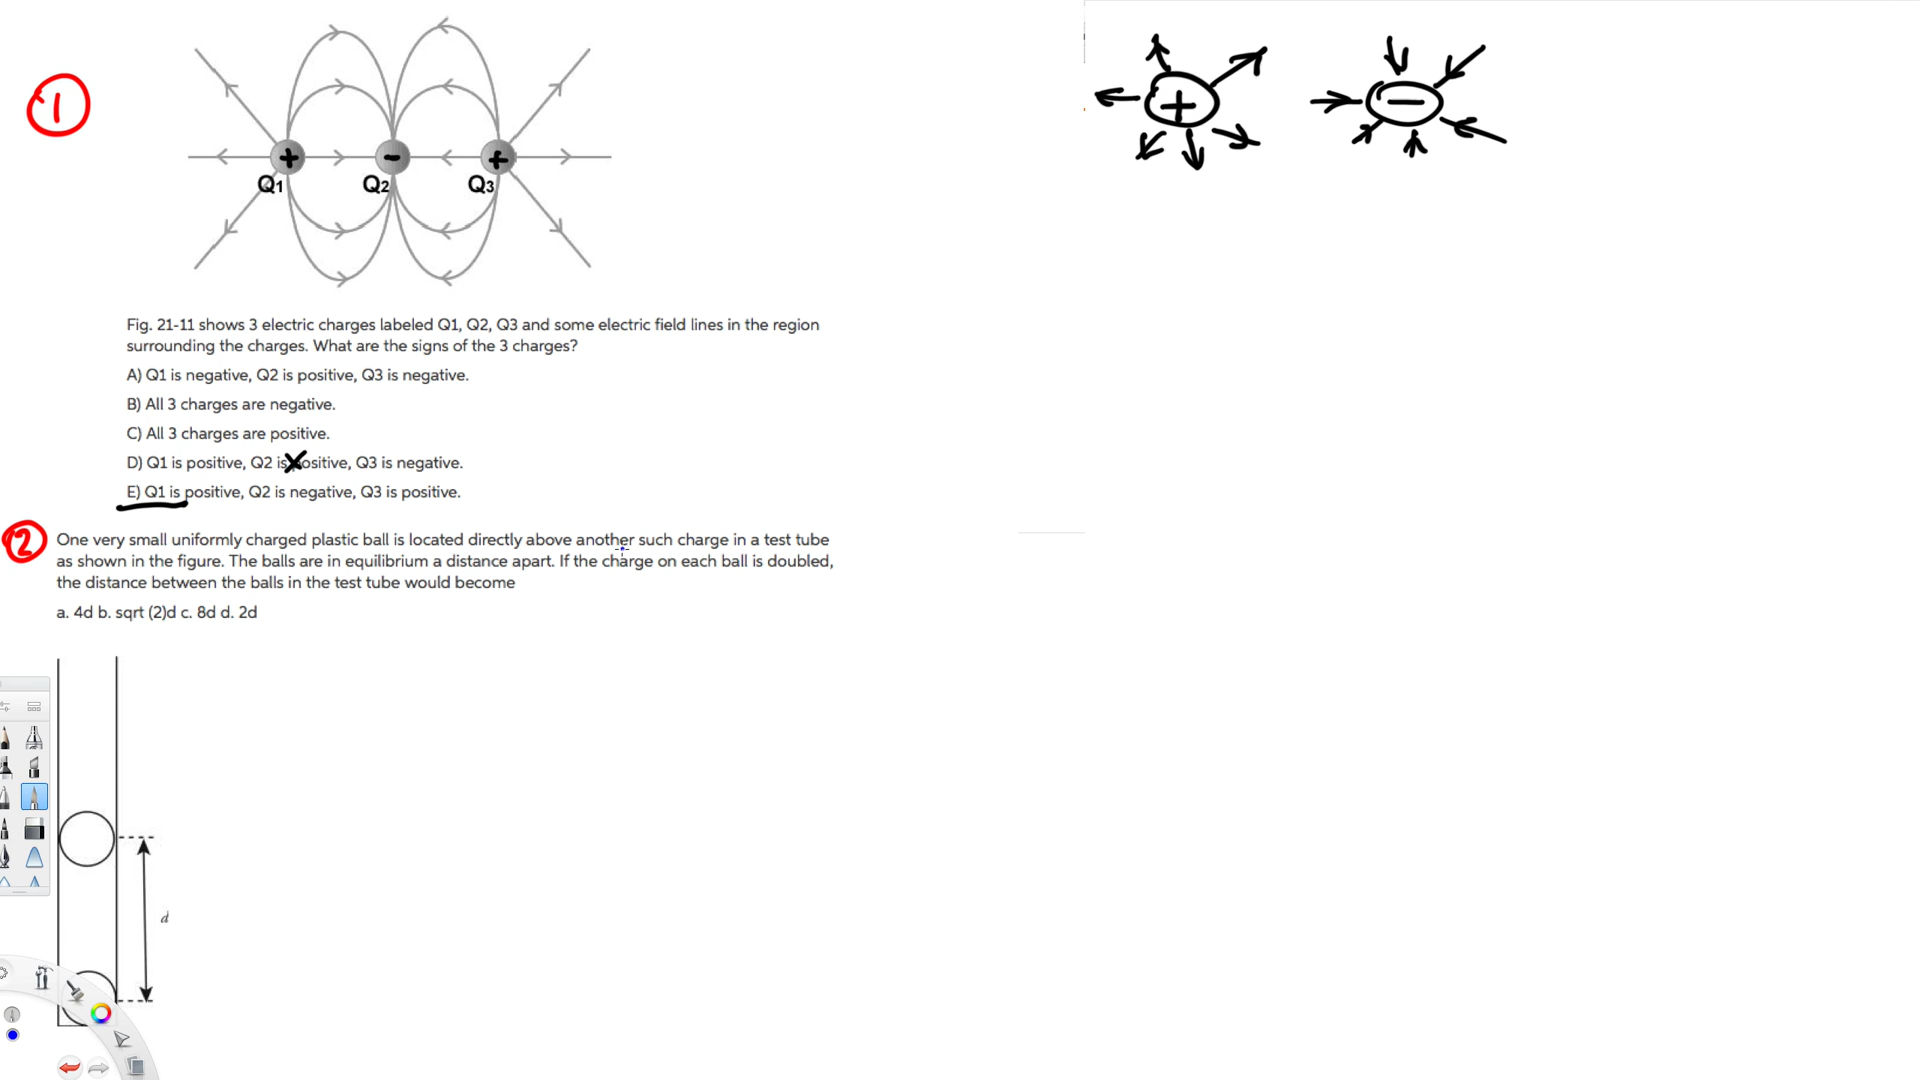 1
+ - +
Q1 Q2 Q3
+ -
Fig. 21-11 shows 3 electric charges labeled Q1, Q2, Q3 and some electric field lines in the region
surrounding the charges. What are the signs of the 3 charges?
A) Q1 is negative, Q2 is positive, Q3 is negative.
B) All 3 charges are negative.
C) All 3 charges are positive.
D) Q1 is positive, Q2 is positive, Q3 is negative.
E) Q1 is positive, Q2 is negative, Q3 is positive.
2
One very small uniformly charged plastic ball is located directly above another such charge in a test tube
as shown in the figure. The balls are in equilibrium a distance apart. If the charge on each ball is doubled,
the distance between the balls in the test tube would become
a. 4d b. sqrt (2)d c. 8d d. 2d
d